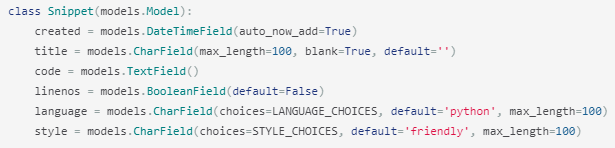 class Snippet(models.Model):
    created = models.DateTimeField(auto_now_add=True)
    title = models.CharField(max_length=100, blank=True, default='')
    code = models.TextField()
    linenos = models.BooleanField(default=False)
    language = models.CharField(choices=LANGUAGE_CHOICES, default='python', max_length=100)
    style = models.CharField(choices=STYLE_CHOICES, default='friendly', max_length=100)